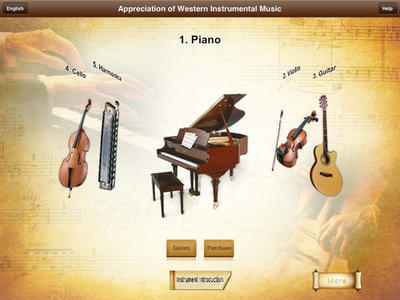 English
Appreciation of Western Instrumental Music
Help
1. Piano
5. Harmonica
4. Cello
2. Violin
3. Guitar
Listen
Purchase
Instrument Introduction
More